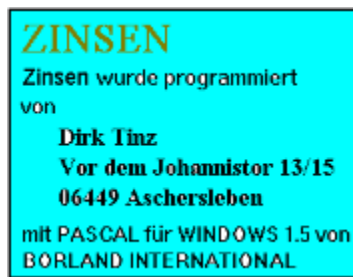 ZINSEN
Zinsen wurde programmiert
von
Dirk Tinz
Vor dem Johannistor 13/15
06449 Aschersleben
mit PASCAL für WINDOWS 1.5 von
BORLAND INTERNATIONAL